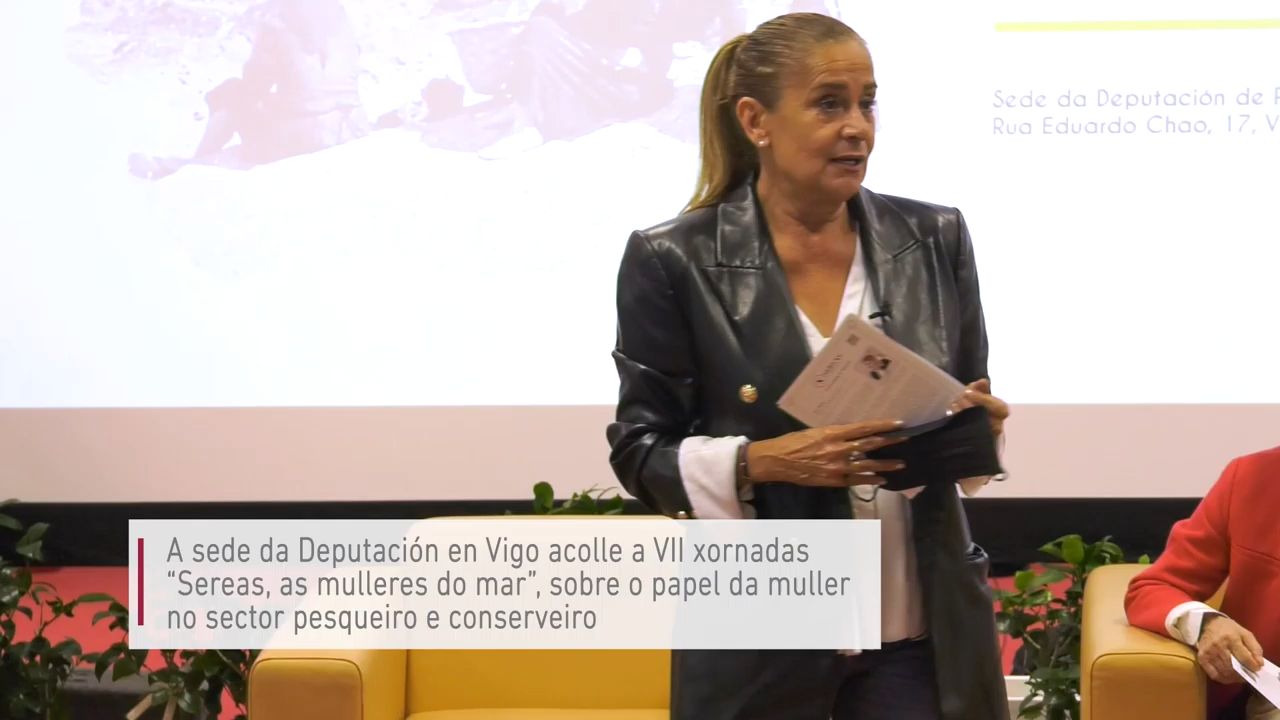 Sede da Deputación de
Rua Eduardo Chao, 17, V
A sede da Deputación en Vigo acolle a VII xornadas
“Sereas, as mulleres do mar”, sobre o papel da muller
no sector pesqueiro e conserveiro